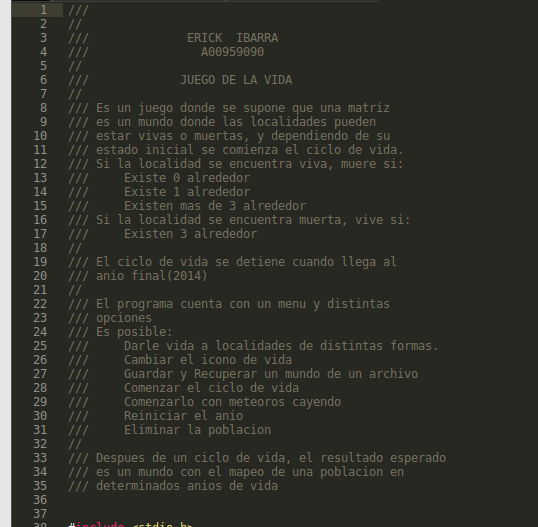 1 ///
2 //
3 /// ERICK IBARRA
4 /// A00959090
5 //
6 /// JUEGO DE LA VIDA
7 //
8 /// Es un juego donde se supone que una matriz
9 /// es un mundo donde las localidades pueden
10 /// estar vivas o muertas, y dependiendo de su
11 /// estado inicial se comienza el ciclo de vida.
12 /// Si la localidad se encuentra viva, muere si:
13 /// Existe 0 alrededor
14 /// Existe 1 alrededor
15 /// Existen mas de 3 alrededor
16 /// Si la localidad se encuentra muerta, vive si:
17 /// Existen 3 alrededor
18 //
19 /// El ciclo de vida se detiene cuando llega al
20 /// anio final(2014)
21 //
22 /// El programa cuenta con un menu y distintas
23 /// opciones
24 /// Es posible:
25 /// Darle vida a localidades de distintas formas.
26 /// Cambiar el icono de vida
27 /// Guardar y Recuperar un mundo de un archivo
28 /// Comenzar el ciclo de vida
29 /// Comenzarlo con meteoros cayendo
30 /// Reiniciar el anio
31 /// Eliminar la poblacion
32 //
33 /// Despues de un ciclo de vida, el resultado esperado
34 /// es un mundo con el mapeo de una poblacion en
35 /// determinados anios de vida
36
37
38 #include <stdio.h>